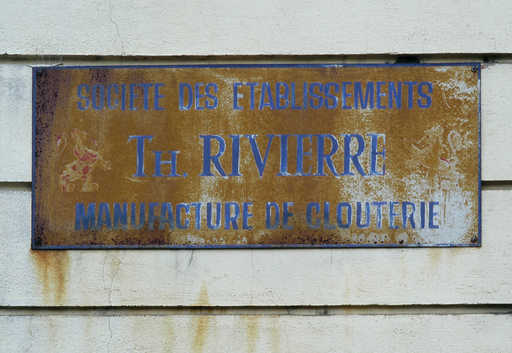 SOCIETE DES ETABLISSEMENTS
TH. RIVIERRE
MANUFACTURE DE CLOUTERIE